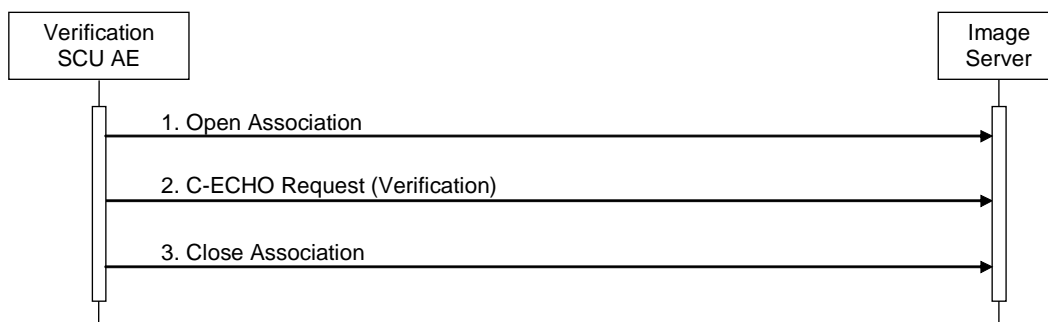 Verification
SCU AE
Image
Server
1. Open Association
2. C-ECHO Request (Verification)
3. Close Association